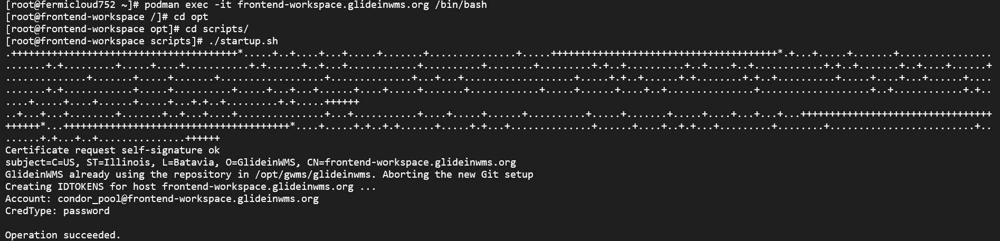 [root@fermicloud752 ~]# podman exec -it frontend-workspace.glideinwms.org /bin/bash
[root@frontend-workspace /]# cd opt
[root@frontend-workspace opt]# cd scripts/
[root@frontend-workspace scripts]# ./startup.sh
Certificate request self-signature ok
subject=C=US, ST=Illinois, L=Batavia, O=GlideinWMS, CN=frontend-workspace.glideinwms.org
GlideinWMS already using the repository in /opt/gwms/glideinwms. Aborting the new Git setup
Creating IDTOKENS for host frontend-workspace.glideinwms.org ...
Account: condor_pool@frontend-workspace.glideinwms.org
CredType: password
Operation succeeded.